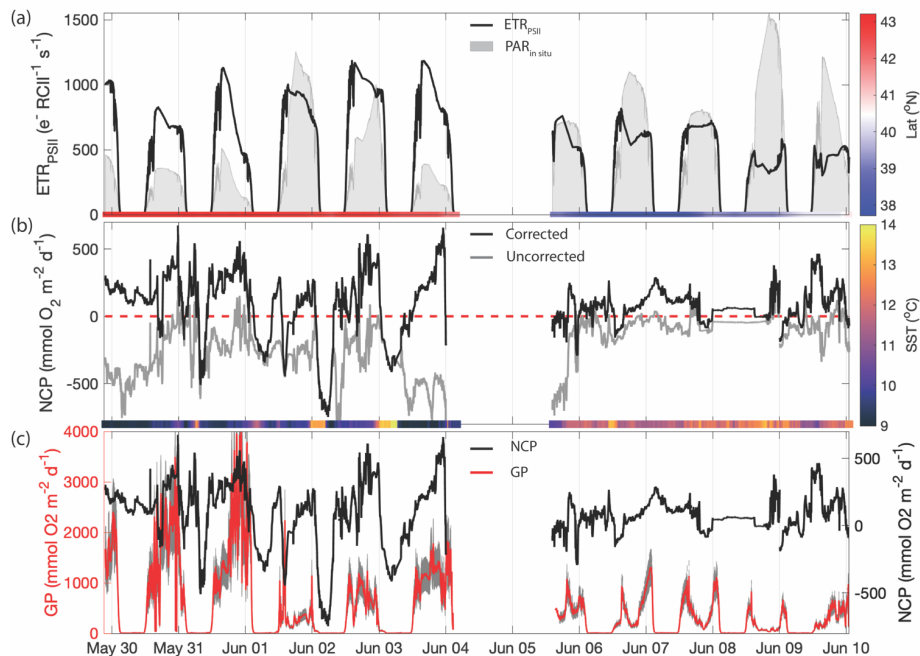 (a)
1500
1000
500
0
ETR_PSII (e⁻ RCII⁻¹ s⁻¹)
ETR_PSII
PAR_in situ
43
42
41
40
39
38
Lat (°N)
(b)
500
0
-500
NCP (mmol O₂ m⁻² d⁻¹)
Corrected
Uncorrected
14
13
12
11
10
9
SST (°C)
(c)
4000
3000
2000
1000
0
GP (mmol O2 m⁻² d⁻¹)
NCP
GP
500
0
-500
NCP (mmol O2 m⁻² d⁻¹)
May 30 May 31 Jun 01 Jun 02 Jun 03 Jun 04 Jun 05 Jun 06 Jun 07 Jun 08 Jun 09 Jun 10